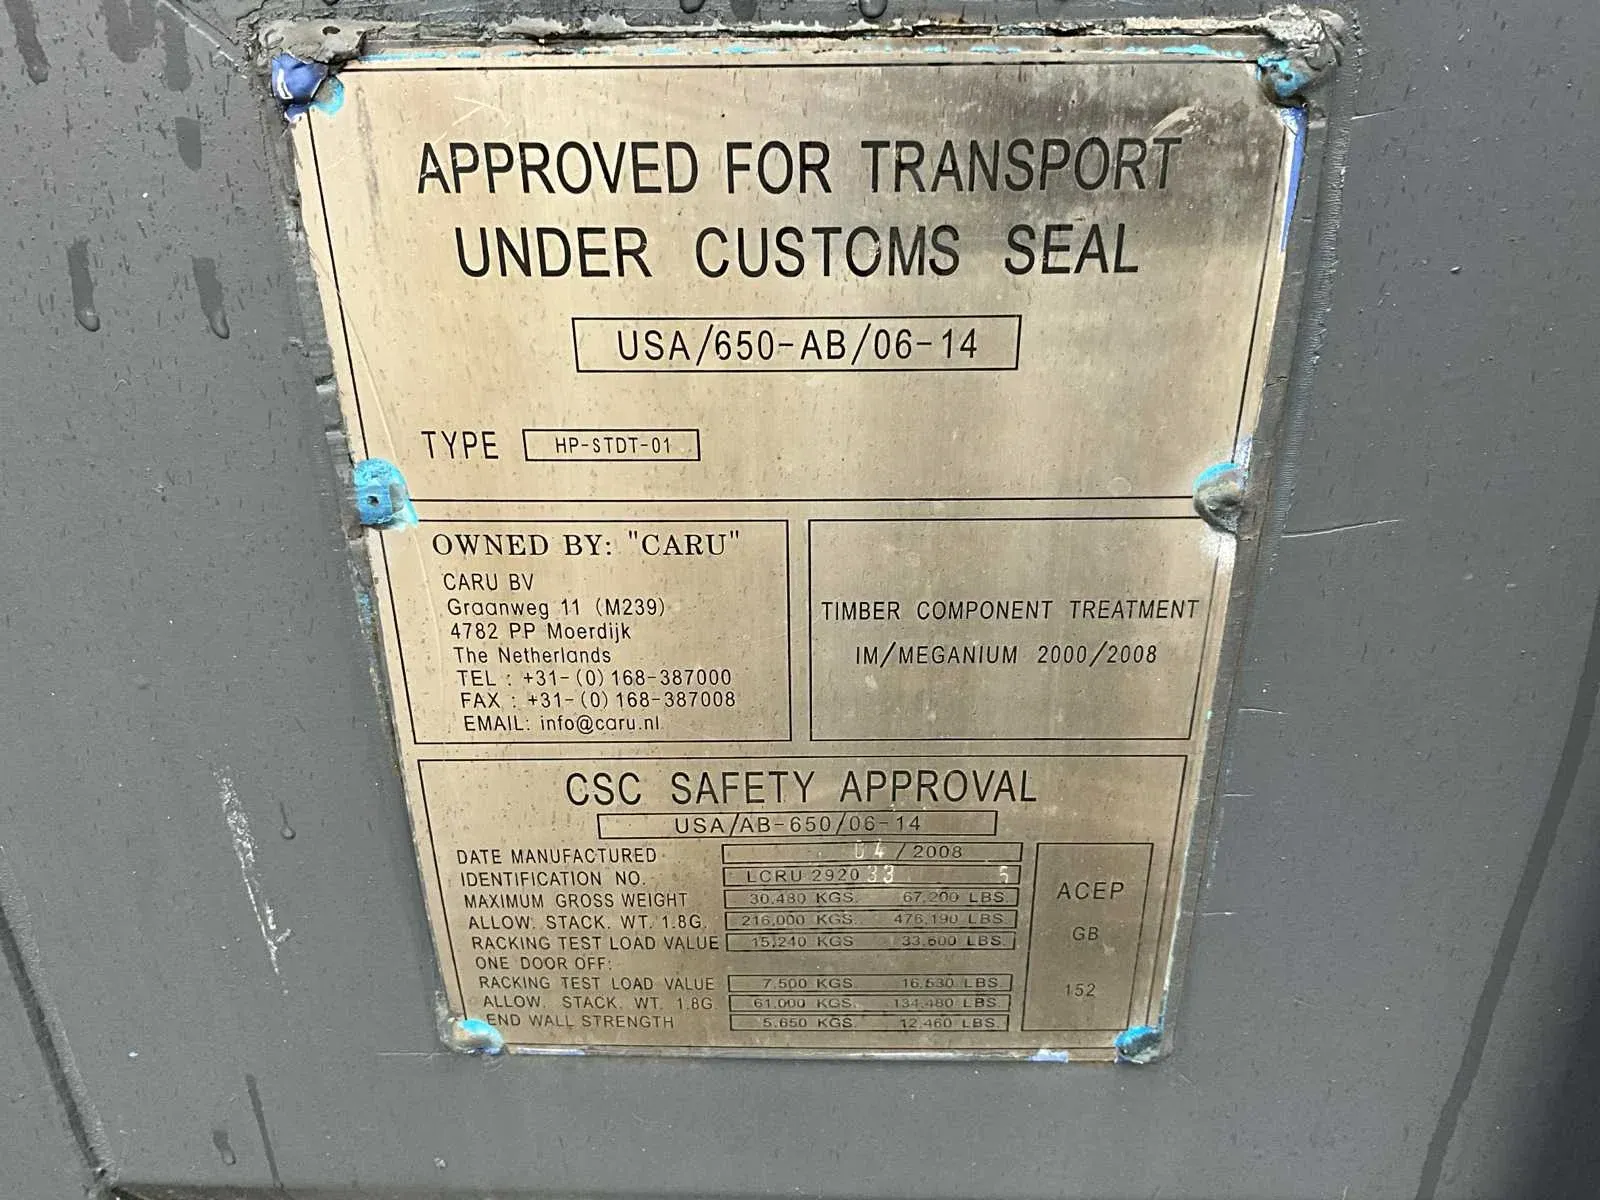 APPROVED FOR TRANSPORT
UNDER CUSTOMS SEAL
USA/650-AB/06-14
TYPE HP-STDT-01
OWNED BY: "CARU"
CARU BV
Graanweg 11 (M239)
4782 PP Moerdijk
The Netherlands
TEL : +31-(0)168-387000
FAX : +31-(0)168-387008
EMAIL: info@caru.nl
TIMBER COMPONENT TREATMENT
IM/MEGANIUM 2000/2008
CSC SAFETY APPROVAL
USA/AB-650/06-14
DATE MANUFACTURED 04/2008
IDENTIFICATION NO. LCRU 292033 5
MAXIMUM GROSS WEIGHT 30,480 KGS. 67,200 LBS.
ALLOW. STACK. WT. 1.8G. 216,000 KGS. 476,190 LBS.
RACKING TEST LOAD VALUE 15,240 KGS 33,600 LBS.
ONE DOOR OFF:
RACKING TEST LOAD VALUE 7,500 KGS. 16,530 LBS.
ALLOW. STACK. WT. 1.8G. 61,000 KGS. 134,480 LBS.
END WALL STRENGTH 5,650 KGS. 12,460 LBS.
ACEP
GB
152